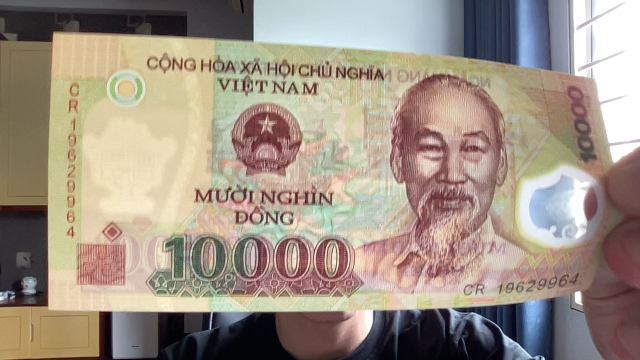 CỘNG HÒA XÃ HỘI CHỦ NGHĨA
VIỆT NAM
CR 19629964
MƯỜI NGHÌN
ĐỒNG
10000
10000
CR 19629964